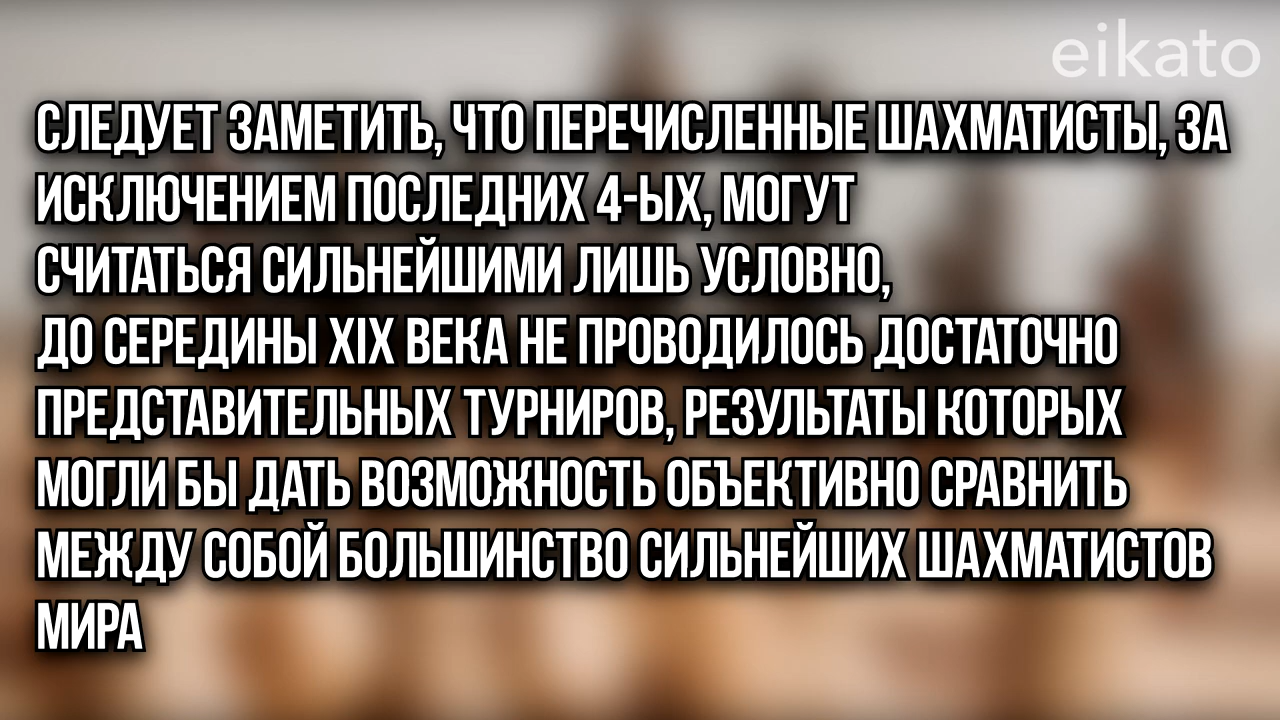 eikato
СЛЕДУЕТ ЗАМЕТИТЬ, ЧТО ПЕРЕЧИСЛЕННЫЕ ШАХМАТИСТЫ, ЗА
ИСКЛЮЧЕНИЕМ ПОСЛЕДНИХ 4-ЫХ, МОГУТ
СЧИТАТЬСЯ СИЛЬНЕЙШИМИ ЛИШЬ УСЛОВНО,
ДО СЕРЕДИНЫ XIX ВЕКА НЕ ПРОВОДИЛОСЬ ДОСТАТОЧНО
ПРЕДСТАВИТЕЛЬНЫХ ТУРНИРОВ, РЕЗУЛЬТАТЫ КОТОРЫХ
МОГЛИ БЫ ДАТЬ ВОЗМОЖНОСТЬ ОБЪЕКТИВНО СРАВНИТЬ
МЕЖДУ СОБОЙ БОЛЬШИНСТВО СИЛЬНЕЙШИХ ШАХМАТИСТОВ
МИРА